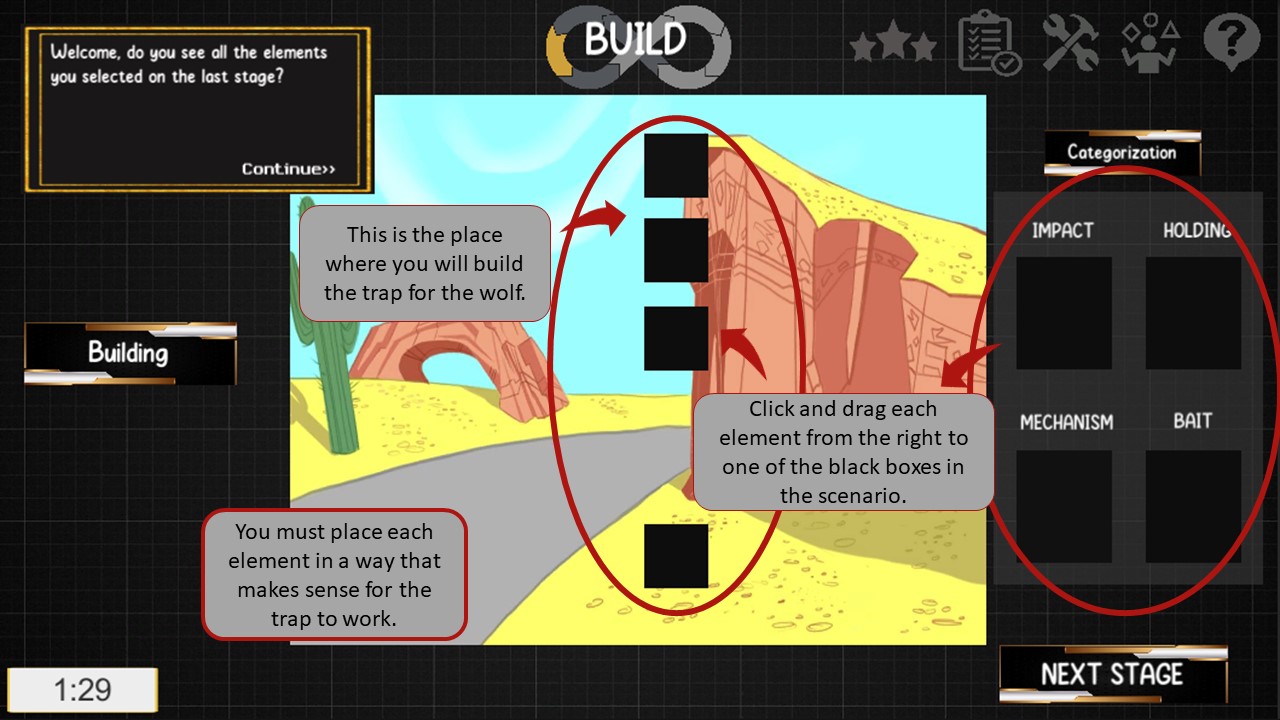 Welcome, do you see all the elements
you selected on the last stage?
Continue>>
BUILD
Categorization
IMPACT
HOLDING
MECHANISM
BAIT
This is the place
where you will build
the trap for the wolf.
Building
Click and drag each
element from the right to
one of the black boxes in
the scenario.
You must place each
element in a way that
makes sense for the
trap to work.
1:29
NEXT STAGE